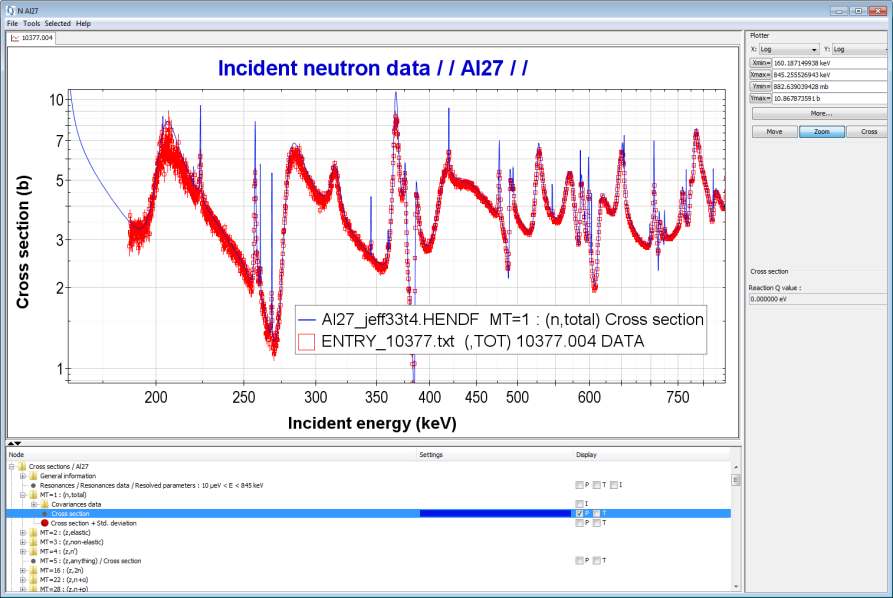 N Al27
File Tools Selected Help
10377.004
Incident neutron data / / Al27 / /
Cross section (b)
10
7
5
3
2
1
Al27_jeff33t4.HENDF MT=1 : (n,total) Cross section
ENTRY_10377.txt (,TOT) 10377.004 DATA
200 250 300 350 400 450 500 600 750
Incident energy (keV)
Plotter
X: Log Y: Log
Xmin= 160.187149938 keV
Xmax= 845.255526943 keV
Ymin= 882.639039428 mb
Ymax= 10.867873591 b
More...
Move Zoom Cross
Cross section
Reaction Q value :
0.000000 eV
Node Settings Display
Cross sections / Al27
General information
Resonances / Resonances data / Resolved parameters : 10 µeV < E < 845 keV P T I
MT=1 : (n,total)
Covariances data I
Cross section P T
Cross section + Std. deviation P T
MT=2 : (z,elastic)
MT=3 : (z,non-elastic)
MT=4 : (z,n')
MT=5 : (z,anything) / Cross section P T
MT=16 : (z,2n)
MT=22 : (z,n+α)
MT=28 : (z,n+p)